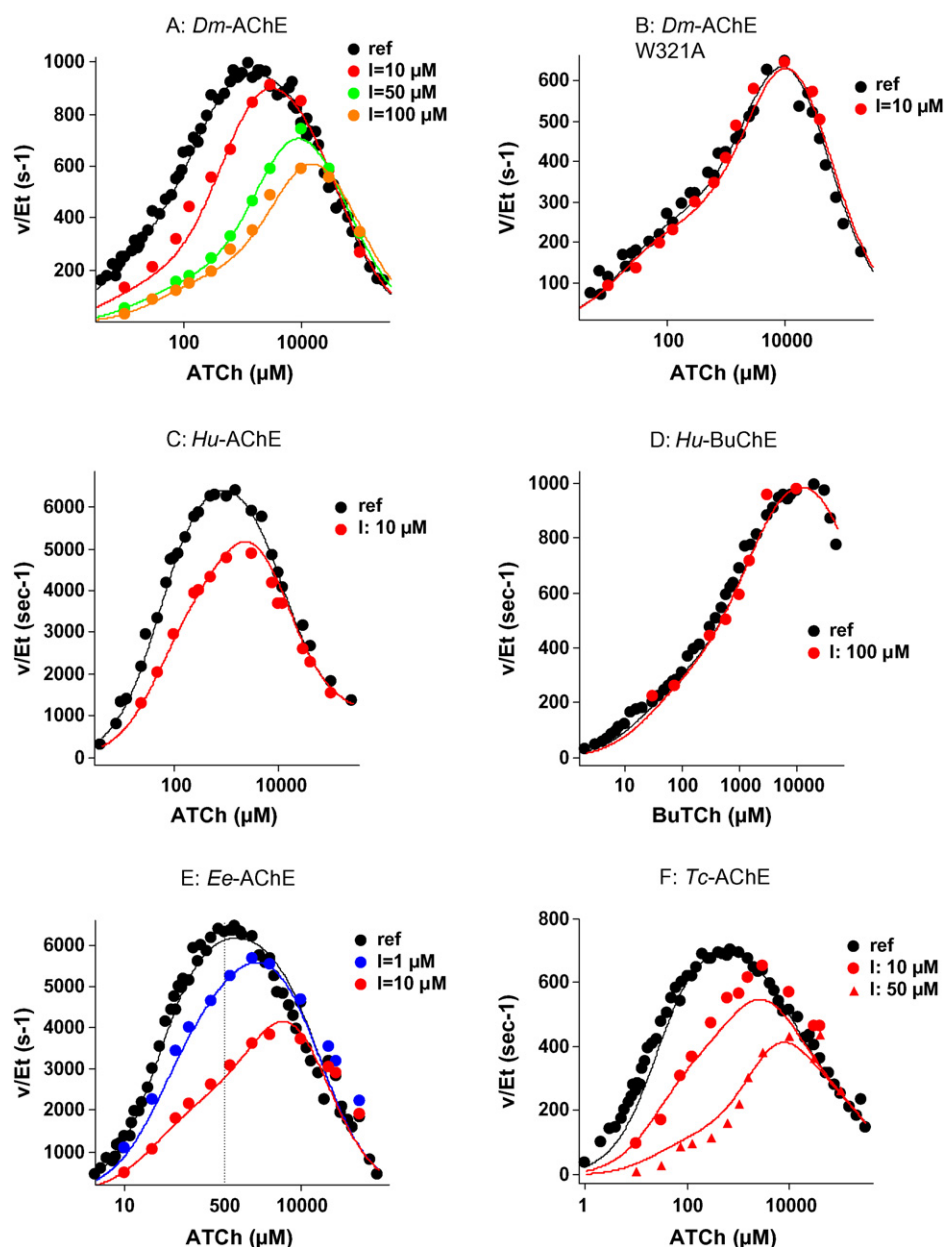 A: Dm-AChE
ref
I=10 µM
I=50 µM
I=100 µM
1000
800
600
400
200
v/Et (s-1)
100 10000
ATCh (µM)
B: Dm-AChE
W321A
ref
I=10 µM
600
500
400
300
200
100
v/Et (s-1)
100 10000
ATCh (µM)
C: Hu-AChE
ref
I: 10 µM
6000
5000
4000
3000
2000
1000
0
v/Et (sec-1)
100 10000
ATCh (µM)
D: Hu-BuChE
ref
I: 100 µM
1000
800
600
400
200
0
v/Et (sec-1)
10 100 1000 10000
BuTCh (µM)
E: Ee-AChE
ref
I=1 µM
I=10 µM
6000
5000
4000
3000
2000
1000
v/Et (s-1)
10 500 10000
ATCh (µM)
F: Tc-AChE
ref
I: 10 µM
I: 50 µM
800
600
400
200
0
v/Et (sec-1)
1 100 10000
ATCh (µM)